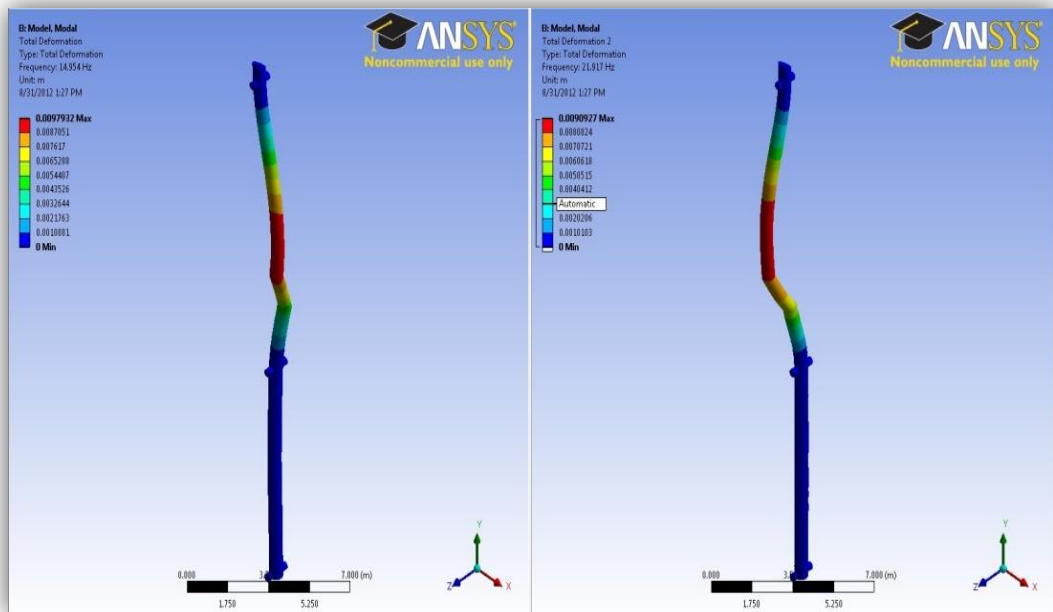 B: Model, Modal
Total Deformation
Type: Total Deformation
Frequency: 14.954 Hz
Unit: m
8/31/2012 1:27 PM
ANSYS
Noncommercial use only
0.0097932 Max
0.0087051
0.007617
0.0065288
0.0054407
0.0043526
0.0032644
0.0021763
0.0010881
0 Min
0.000
7.000 (m)
1.750
5.250
Y
Z
X
B: Model, Modal
Total Deformation 2
Type: Total Deformation
Frequency: 21.917 Hz
Unit: m
8/31/2012 1:27 PM
ANSYS
Noncommercial use only
0.0090927 Max
0.0080824
0.0070721
0.0060618
0.0050515
0.0040412
Automatic
0.0020206
0.0010103
0 Min
0.000
7.000 (m)
1.750
5.250
Y
Z
X